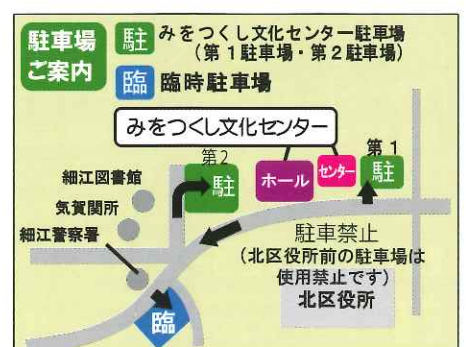 駐車場
ご案内
駐 みをつくし文化センター駐車場
（第１駐車場・第２駐車場）
臨 臨時駐車場
みをつくし文化センター
第2
駐
ホール
センター
第１
駐
細江図書館
気賀関所
細江警察署
駐車禁止
（北区役所前の駐車場は
使用禁止です）
北区役所
臨